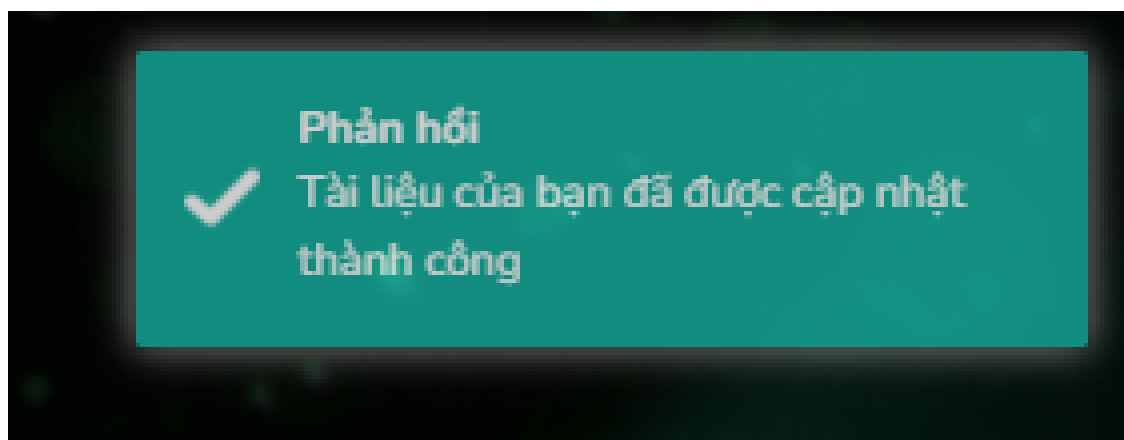 Phản hồi
Tài liệu của bạn đã được cập nhật
thành công